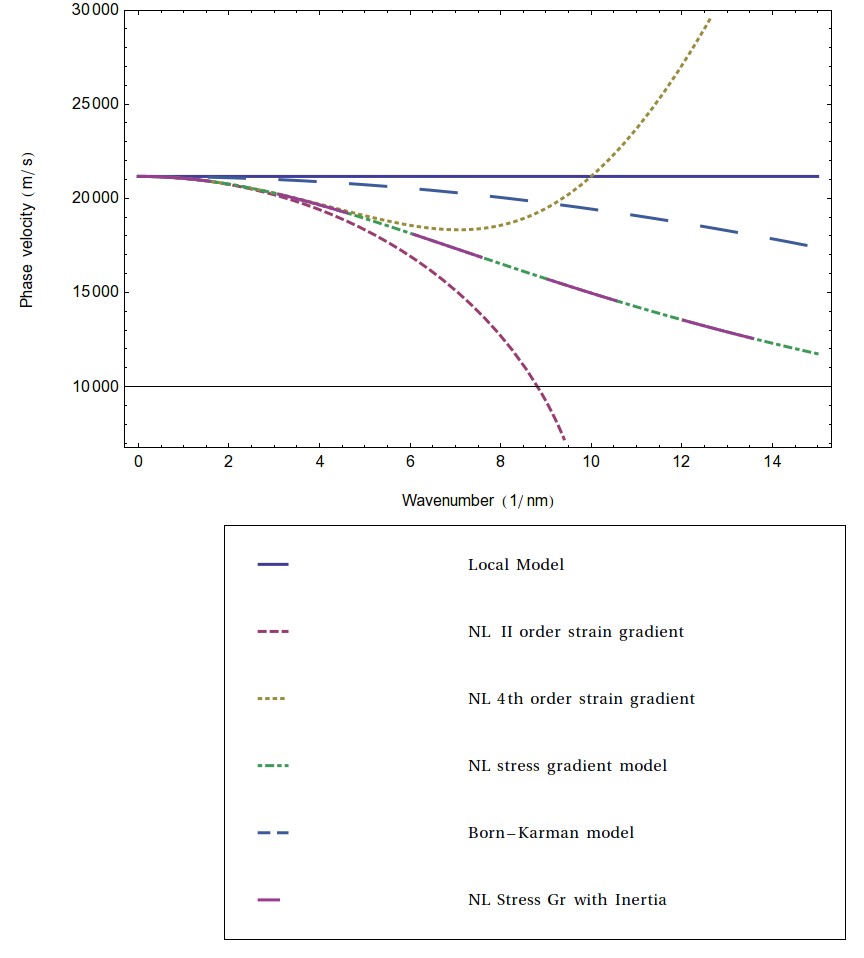 30000
25000
20000
15000
10000
Phase velocity (m/s)
0 2 4 6 8 10 12 14
Wavenumber (1/nm)
Local Model
NL II order strain gradient
NL 4th order strain gradient
NL stress gradient model
Born-Karman model
NL Stress Gr with Inertia